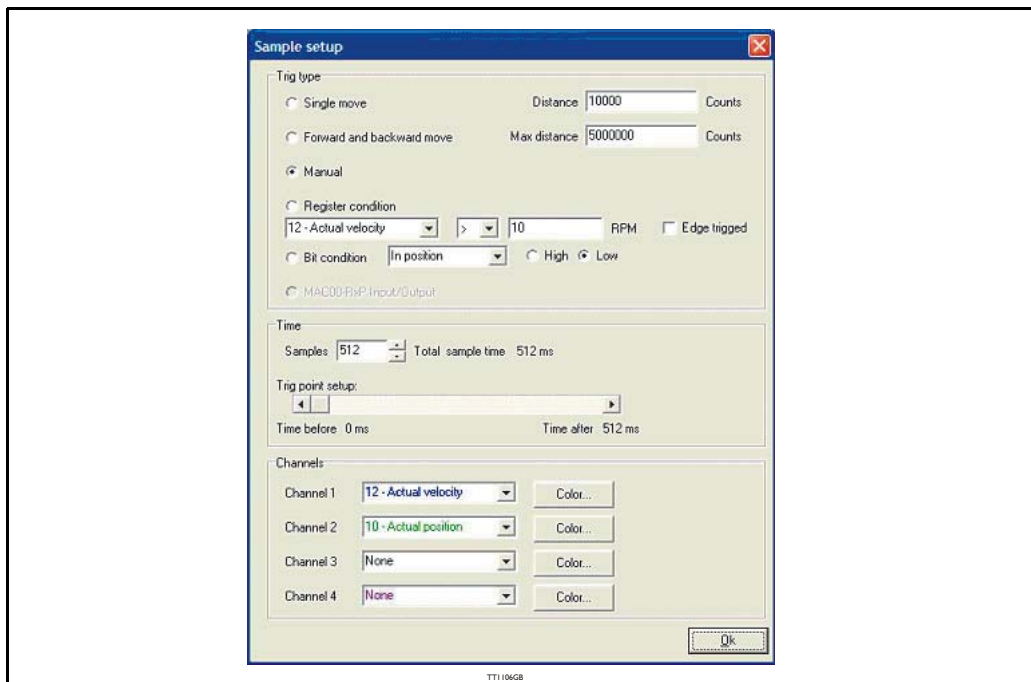 Sample setup
Trig type
Single move Distance 10000 Counts
Forward and backward move Max distance 5000000 Counts
Manual
Register condition
12 - Actual velocity > 10 RPM Edge trigged
Bit condition In position High Low
MAC00-RxP Input/Output
Time
Samples 512 Total sample time 512 ms
Trig point setup:
Time before 0 ms Time after 512 ms
Channels
Channel 1 12 - Actual velocity Color...
Channel 2 10 - Actual position Color...
Channel 3 None Color...
Channel 4 None Color...
Ok
TT1106GB